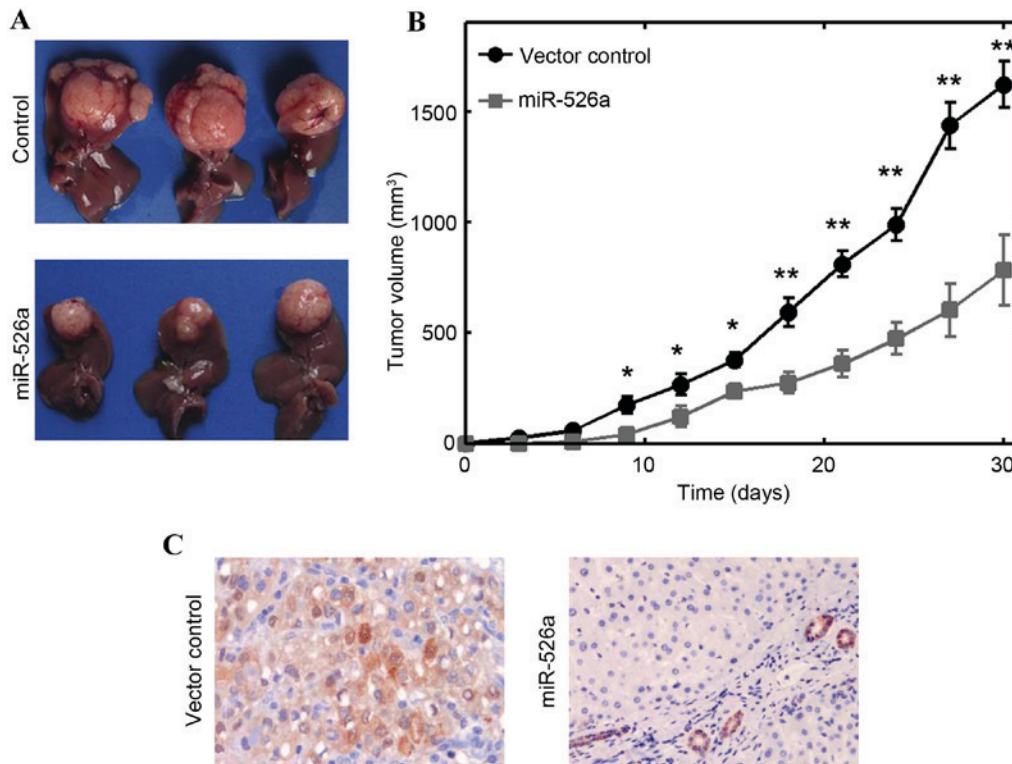 A
Control
miR-526a
B
Vector control
miR-526a
Tumor volume (mm³)
1500
1000
500
0
*
*
*
**
**
**
**
**
0
10
20
30
Time (days)
C
Vector control
miR-526a